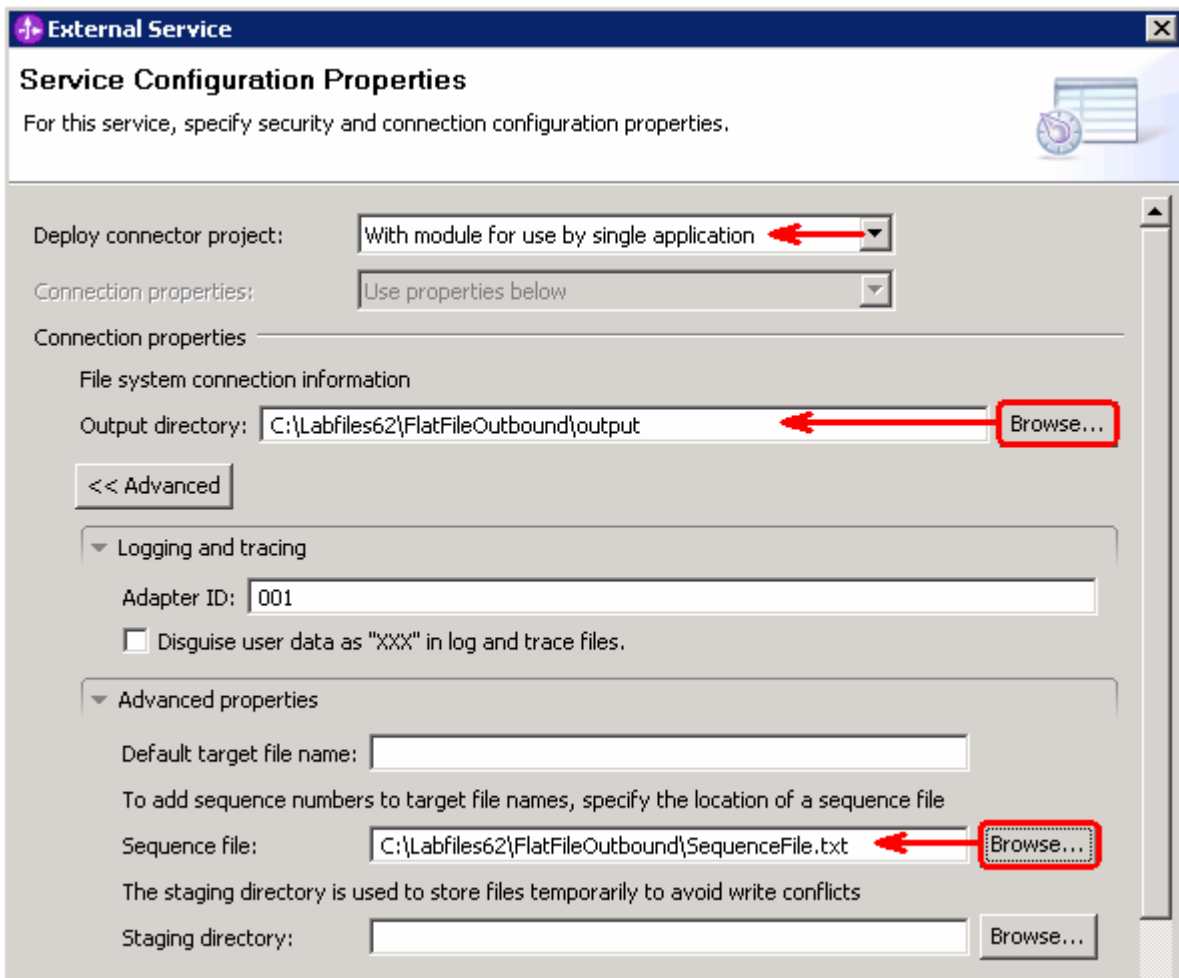 External Service
Service Configuration Properties
For this service, specify security and connection configuration properties.
Deploy connector project: With module for use by single application
Connection properties: Use properties below
Connection properties
File system connection information
Output directory: C:\Labfiles62\FlatFileOutbound\output Browse...
<< Advanced
Logging and tracing
Adapter ID: 001
Disguise user data as "XXX" in log and trace files.
Advanced properties
Default target file name:
To add sequence numbers to target file names, specify the location of a sequence file
Sequence file: C:\Labfiles62\FlatFileOutbound\SequenceFile.txt Browse...
The staging directory is used to store files temporarily to avoid write conflicts
Staging directory: Browse...